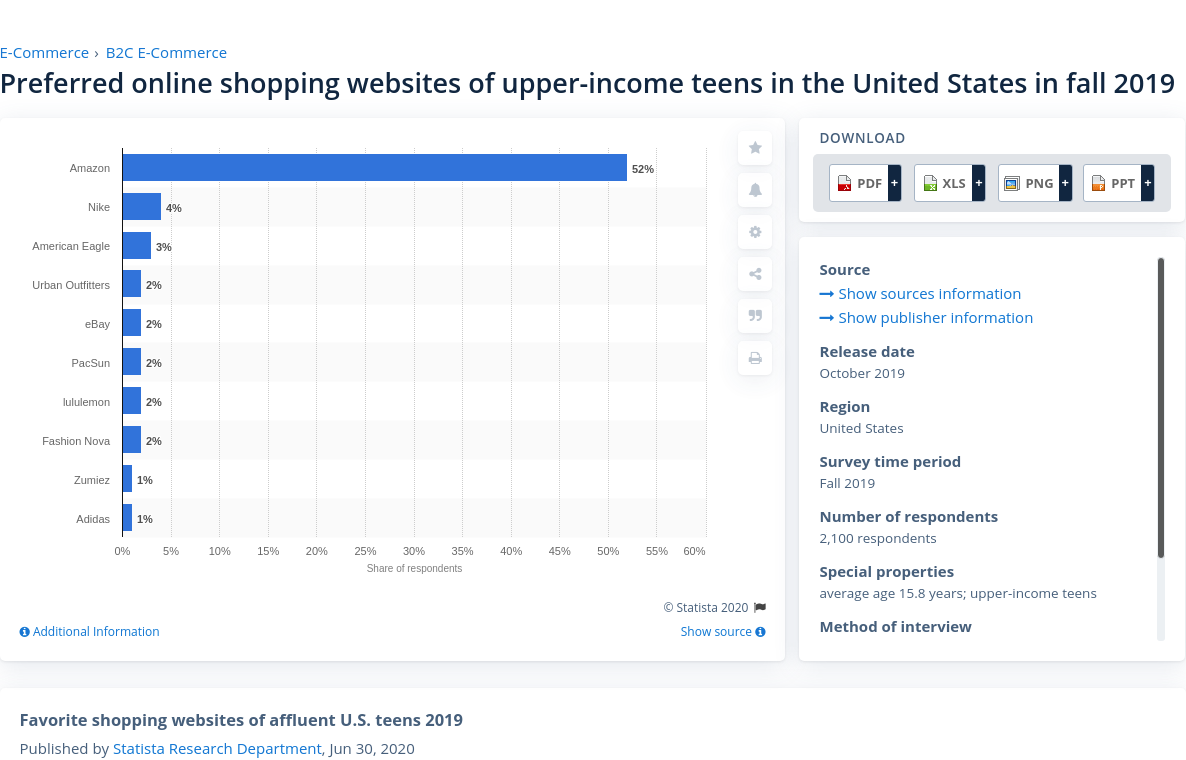 E-Commerce › B2C E-Commerce
Preferred online shopping websites of upper-income teens in the United States in fall 2019
Amazon 52%
Nike 4%
American Eagle 3%
Urban Outfitters 2%
eBay 2%
PacSun 2%
lululemon 2%
Fashion Nova 2%
Zumiez 1%
Adidas 1%
0% 5% 10% 15% 20% 25% 30% 35% 40% 45% 50% 55% 60%
Share of respondents
© Statista 2020
Additional Information
Show source
DOWNLOAD
PDF + XLS + PNG + PPT +
Source
Show sources information
Show publisher information
Release date
October 2019
Region
United States
Survey time period
Fall 2019
Number of respondents
2,100 respondents
Special properties
average age 15.8 years; upper-income teens
Method of interview
Favorite shopping websites of affluent U.S. teens 2019
Published by Statista Research Department, Jun 30, 2020